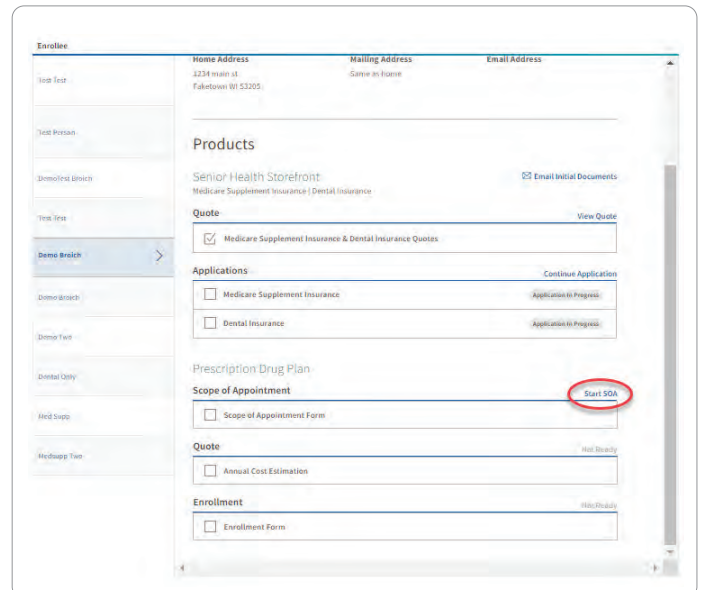 Enrollee
Test Test
Test Person
DemoTest Broich
Test Test
Demo Broich
Demo Broich
Demo Two
Dental Only
Med Supp
Medsupp Two
Home Address Mailing Address Email Address
1234 main st Same as home
Faketown WI 53205
Products
Senior Health Storefront Email Initial Documents
Medicare Supplement Insurance | Dental Insurance
Quote View Quote
Medicare Supplement Insurance & Dental Insurance Quotes
Applications Continue Application
Medicare Supplement Insurance Application In Progress
Dental Insurance Application In Progress
Prescription Drug Plan
Scope of Appointment Start SOA
Scope of Appointment Form
Quote Not Ready
Annual Cost Estimation
Enrollment Not Ready
Enrollment Form